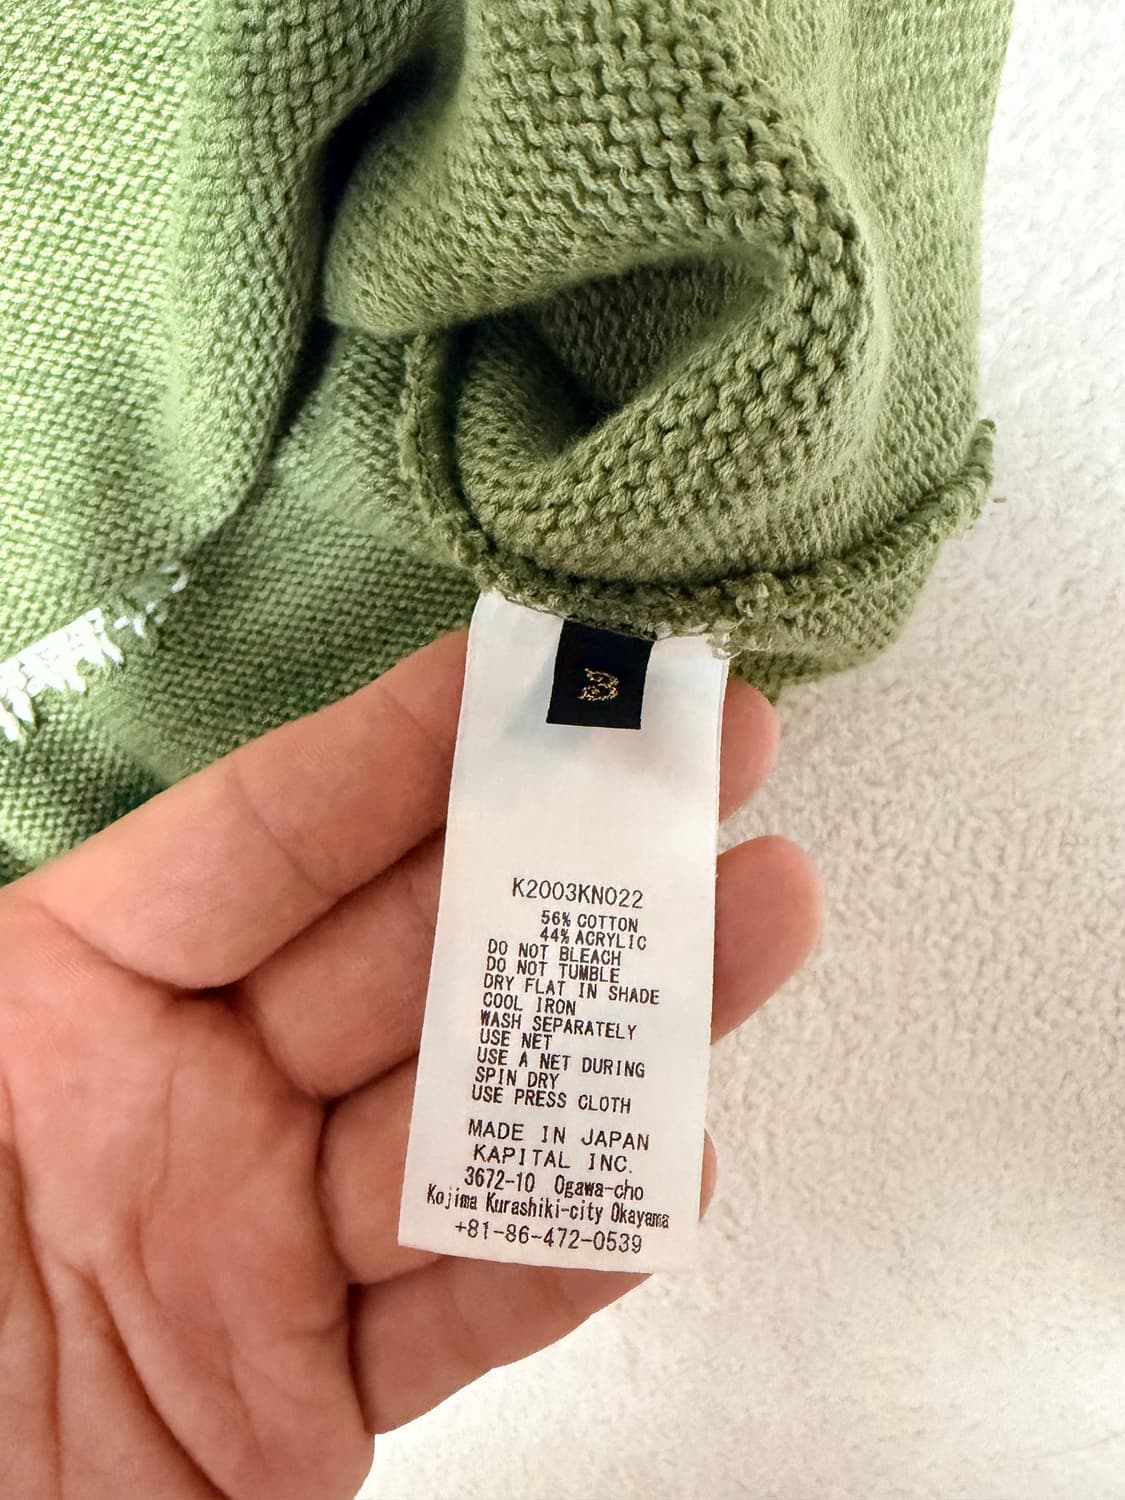 3
K2003KN022
56% COTTON
44% ACRYLIC
DO NOT BLEACH
DO NOT TUMBLE
DRY FLAT IN SHADE
COOL IRON
WASH SEPARATELY
USE NET
USE A NET DURING
SPIN DRY
USE PRESS CLOTH
MADE IN JAPAN
KAPITAL INC.
3672-10 Ogawa-cho
Kojima Kurashiki-city Okayama
+81-86-472-0539